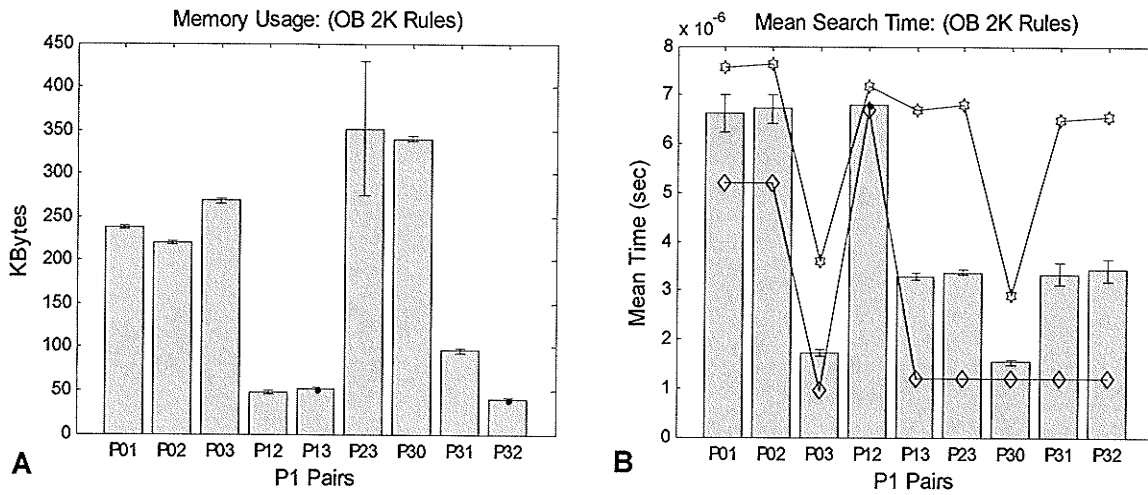 Memory Usage: (OB 2K Rules)
450
400
350
300
250
200
150
100
50
0
KBytes
P01 P02 P03 P12 P13 P23 P30 P31 P32
P1 Pairs
A
Mean Search Time: (OB 2K Rules)
x 10^-6
8
7
6
5
4
3
2
1
0
Mean Time (sec)
P01 P02 P03 P12 P13 P23 P30 P31 P32
P1 Pairs
B